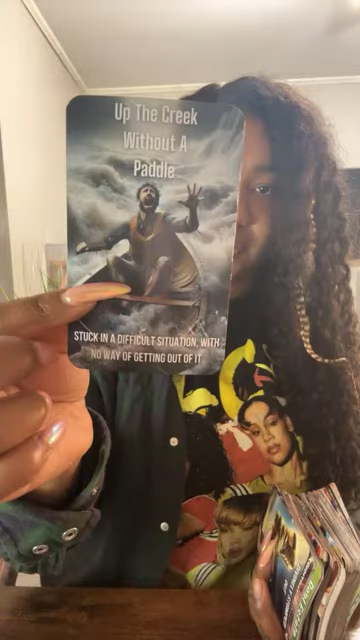 Up The Creek
Without A
Paddle
STUCK IN A DIFFICULT SITUATION, WITH
NO WAY OF GETTING OUT OF IT